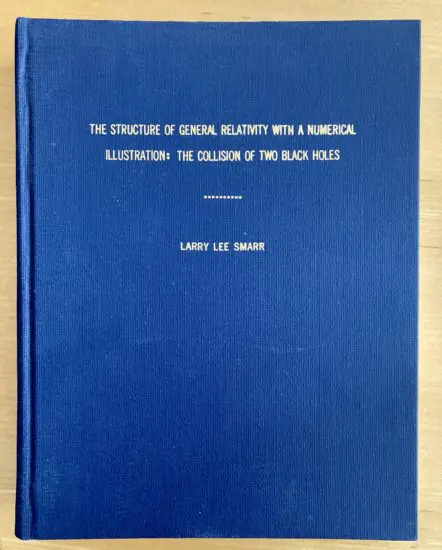 THE STRUCTURE OF GENERAL RELATIVITY WITH A NUMERICAL
ILLUSTRATION: THE COLLISION OF TWO BLACK HOLES
LARRY LEE SMARR